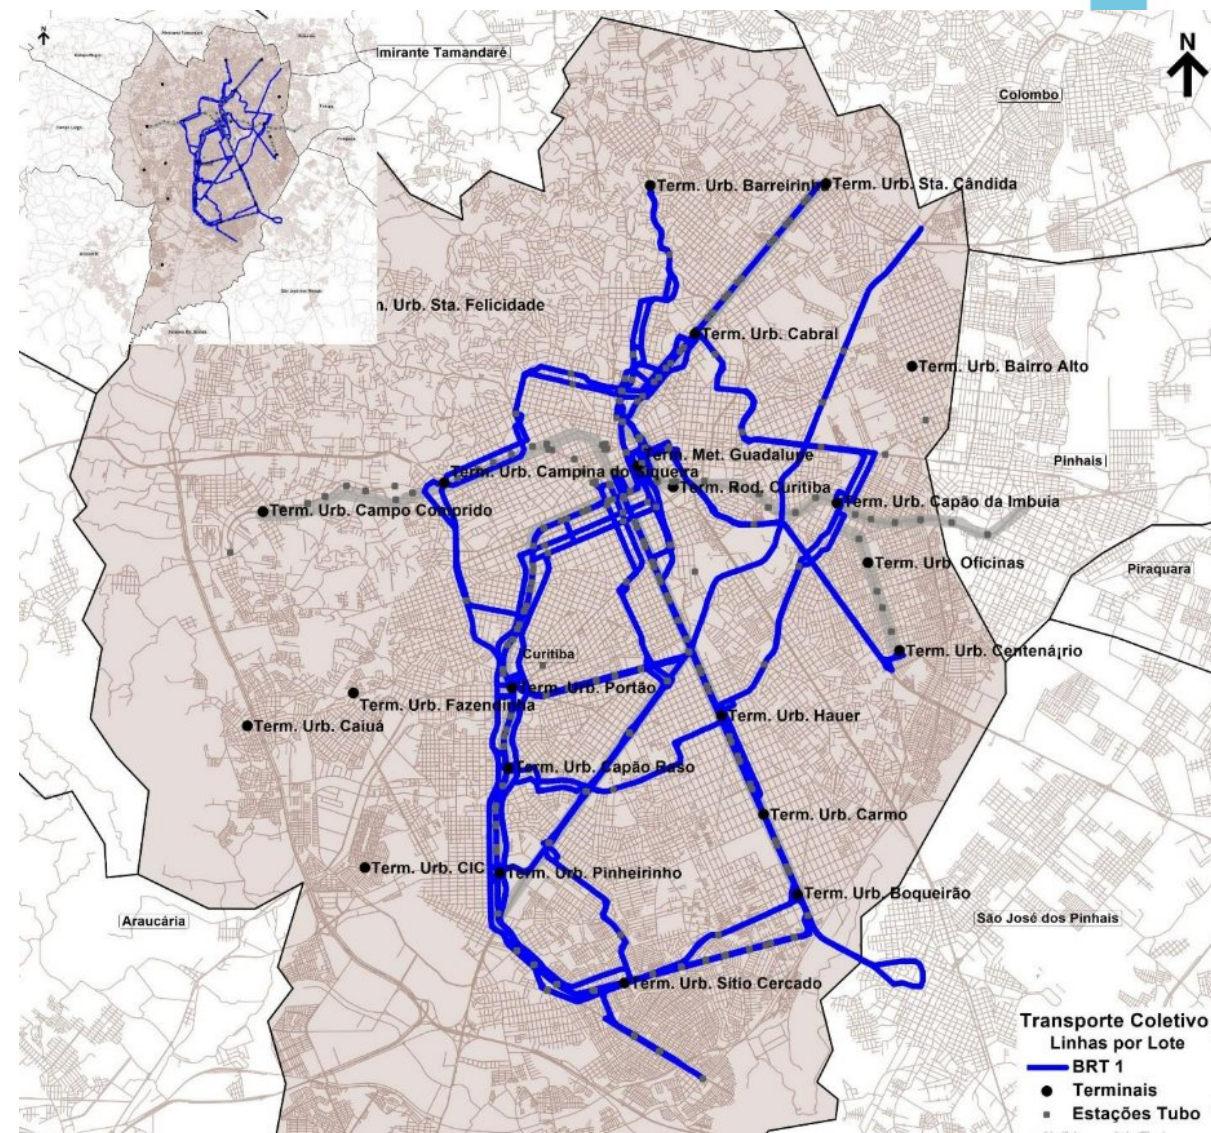 N
Imirante Tamandaré
Colombo
Term. Urb. Barreirinh
Term. Urb. Sta. Cândida
n. Urb. Sta. Felicidade
Term. Urb. Cabral
Term. Urb. Bairro Alto
Term. Met. Guadalupe
Pinhais
Term. Urb. Campina do Siqueira
Term. Rod. Curitiba
Term. Urb. Capão da Imbuia
Term. Urb. Campo Comprido
Term. Urb. Oficinas
Piraquara
Curitiba
Term. Urb. Centená¡rio
Term. Urb. Portão
Term. Urb. Fazendinha
Term. Urb. Hauer
Term. Urb. Caiuá
Term. Urb. Capão Raso
Term. Urb. Carmo
Term. Urb. CIC
Term. Urb. Pinheirinho
Term. Urb. Boqueirão
Araucária
São José dos Pinhais
Term. Urb. Sítio Cercado
Transporte Coletivo
Linhas por Lote
BRT 1
Terminais
Estações Tubo